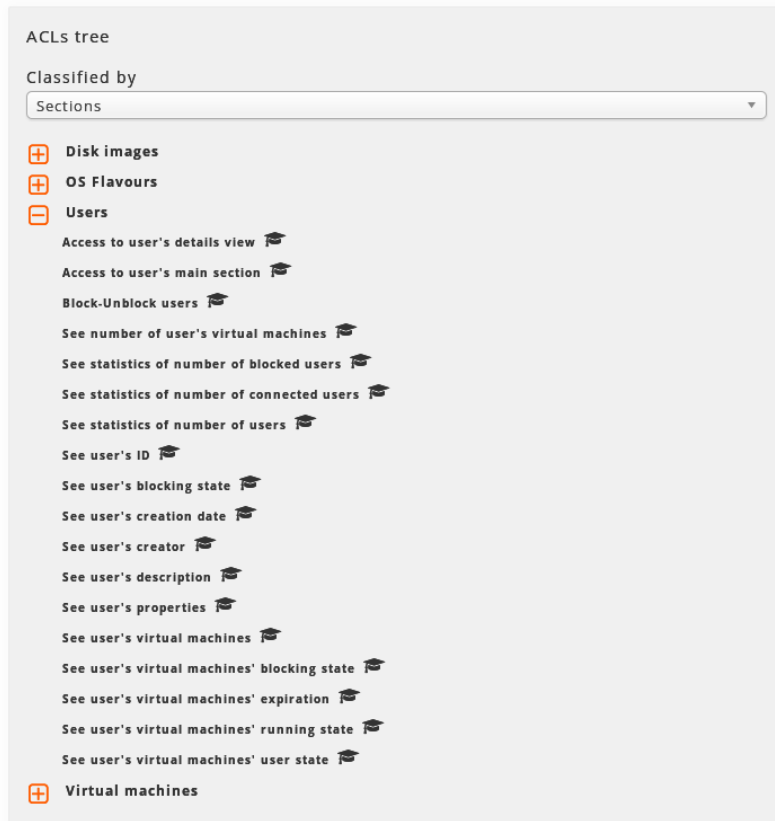 ACLs tree
Classified by
Sections
Disk images
OS Flavours
Users
Access to user's details view
Access to user's main section
Block-Unblock users
See number of user's virtual machines
See statistics of number of blocked users
See statistics of number of connected users
See statistics of number of users
See user's ID
See user's blocking state
See user's creation date
See user's creator
See user's description
See user's properties
See user's virtual machines
See user's virtual machines' blocking state
See user's virtual machines' expiration
See user's virtual machines' running state
See user's virtual machines' user state
Virtual machines